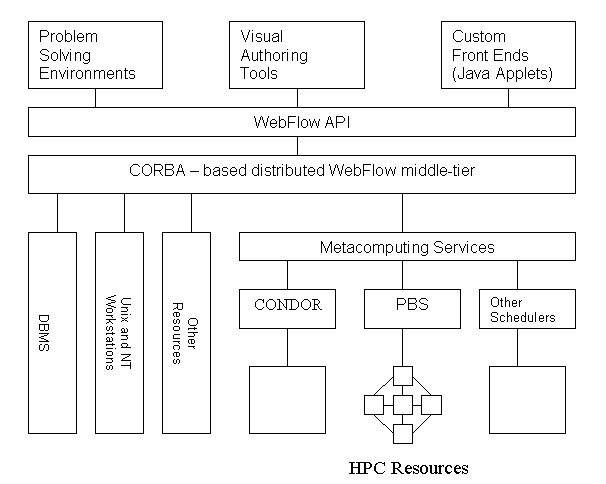 Problem
Solving
Environments
Visual
Authoring
Tools
Custom
Front Ends
(Java Applets)
WebFlow API
CORBA – based distributed WebFlow middle-tier
DBMS
Unix and NT
Workstations
Other
Resources
Metacomputing Services
CONDOR
PBS
Other
Schedulers
HPC Resources